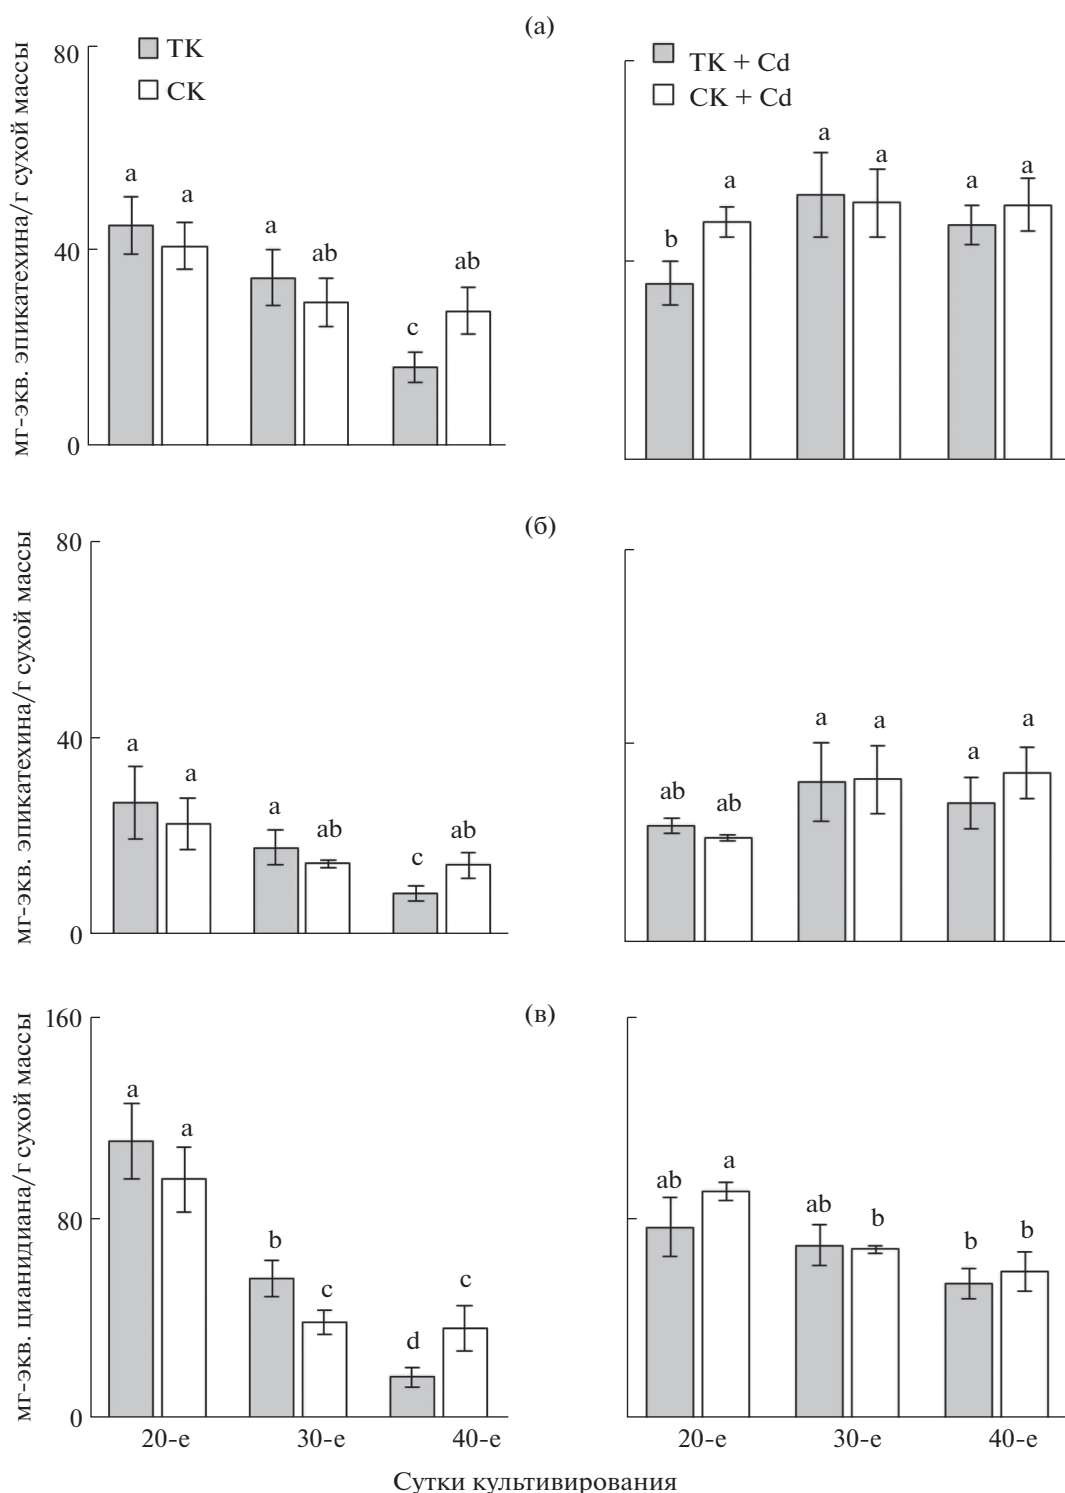 (а)
мг-экв. эпикатехина/г сухой массы
80
40
0
ТК
СК
a
a
a
ab
c
ab
ТК + Cd
СК + Cd
b
a
a
a
a
a
(б)
мг-экв. эпикатехина/г сухой массы
80
40
0
a
a
a
ab
c
ab
ab
ab
a
a
a
a
(в)
мг-экв. цианидиана/г сухой массы
160
80
0
a
a
b
c
d
c
ab
a
ab
b
b
b
20-е
30-е
40-е
20-е
30-е
40-е
Сутки культивирования